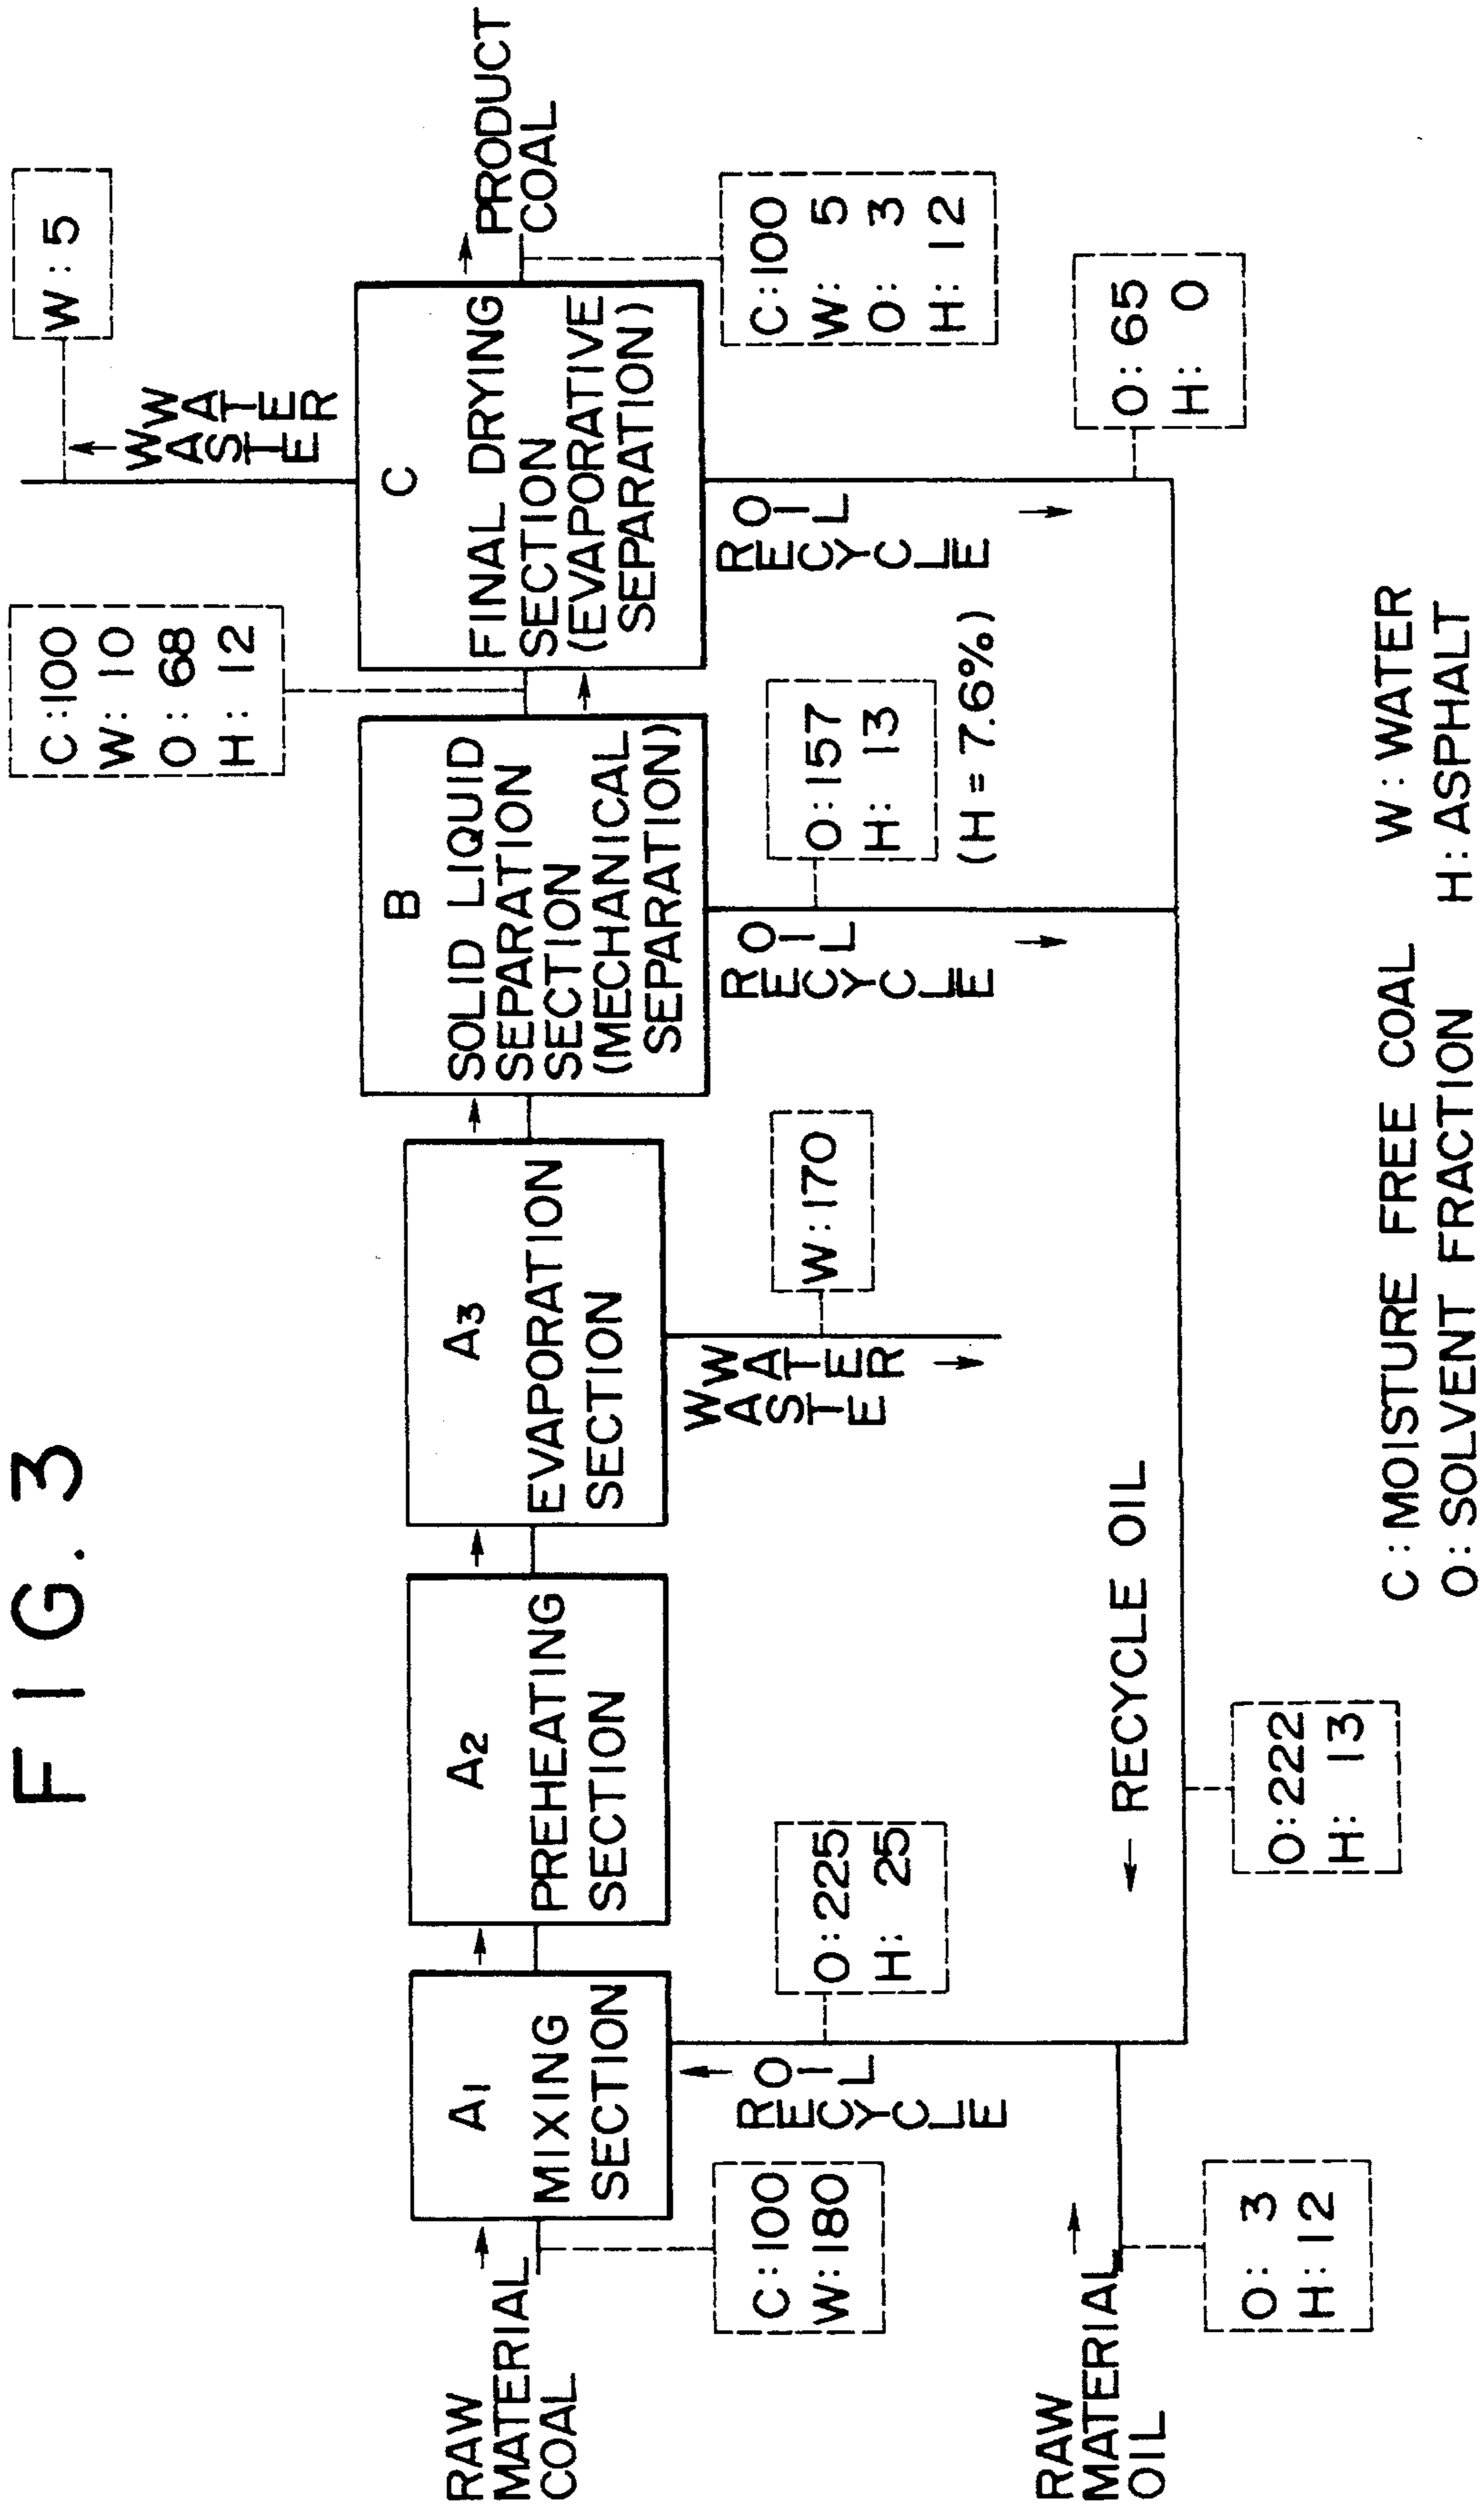 FIG. 3
W: 5
WASTE
WATER
C:100
W: 10
O: 68
H: 12
RAW
MATERIAL
COAL
A1
MIXING
SECTION
A2
PREHEATING
SECTION
A3
EVAPORATION
SECTION
B
SOLID LIQUID
SEPARATION
SECTION
(MECHANICAL
SEPARATION)
C
FINAL DRYING
SECTION
(EVAPORATIVE
SEPARATION)
PRODUCT
COAL
C:100
W:180
RECYCLE
OIL
O:225
H: 25
WASTE
WATER
W:170
RECYCLE
OIL
O:157
H: 13
(H = 7.6%)
RECYCLE
OIL
C:100
W: 5
O: 3
H: 12
O: 65
H: 0
RAW
MATERIAL
OIL
O: 3
H: 12
RECYCLE OIL
O:222
H: 13
C: MOISTURE FREE COAL W: WATER
O: SOLVENT FRACTION H: ASPHALT